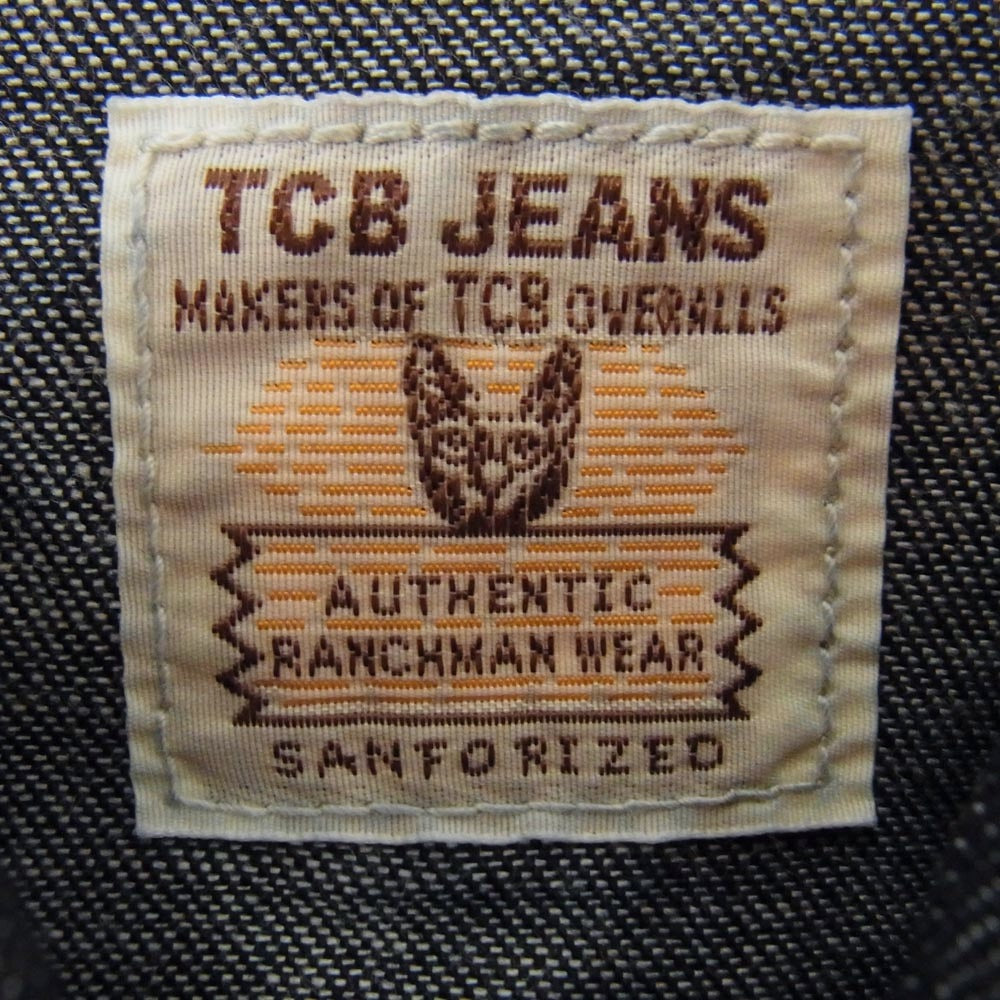 TCB JEANS
MAKERS OF TCB OVERALLS
AUTHENTIC
RANCHMAN WEAR
SANFORIZED